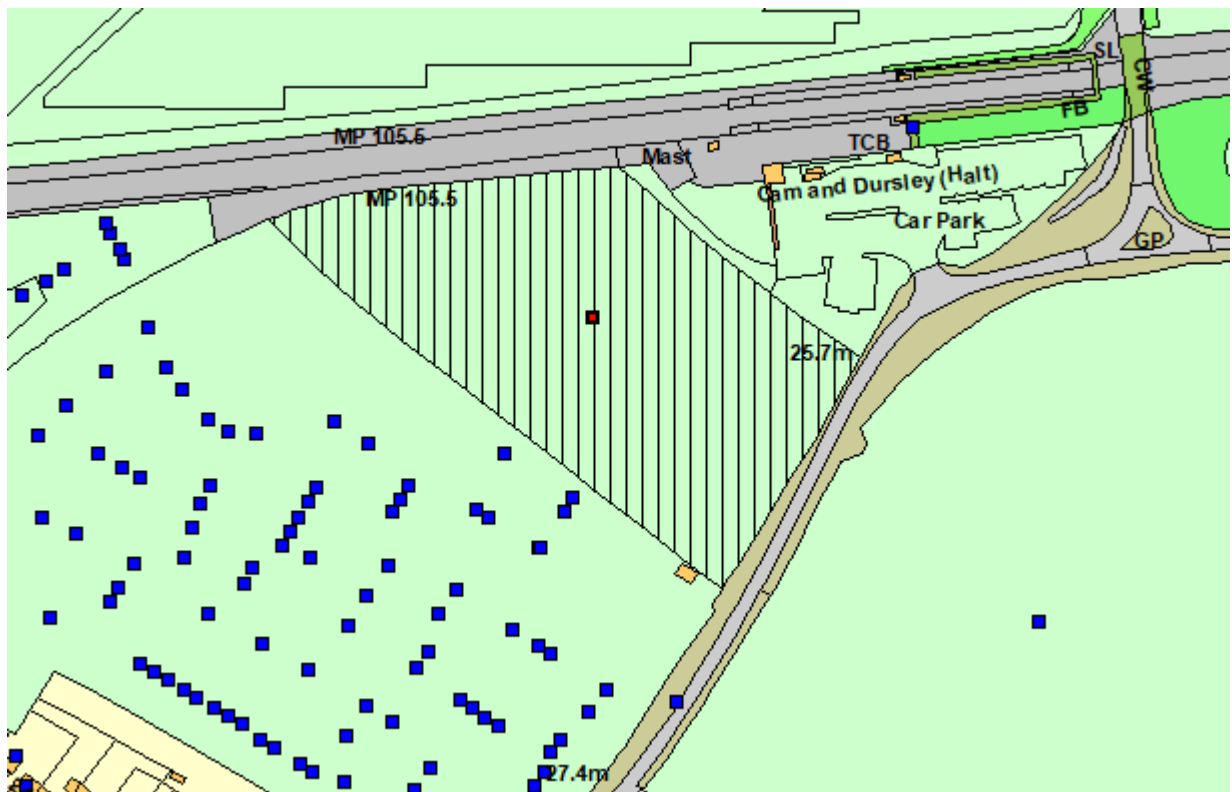 SL
CW
FB
MP 105.5
TCB
Mast
Cam and Dursley (Halt)
MP 105.5
Car Park
GP
25.7m
27.4m